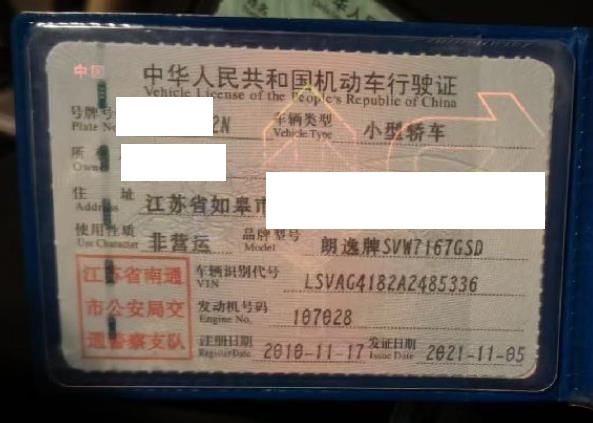 中国
中华人民共和国机动车行驶证
Vehicle License of the People's Republic of China
号牌号 2N 车辆类型 小型轿车
Plate No Vehicle Type
所
Owne
住 址 江苏省如皋市
Address
使用性质 非营运 品牌型号 朗逸牌SVW7167GSD
Use Character Model
江苏省南通 车辆识别代号 LSVAG4182A2485336
VIN
市公安局交 发动机号码 107028
Engine No.
通警察支队 注册日期 2010-11-17 发证日期 2021-11-05
Register Date Issue Date